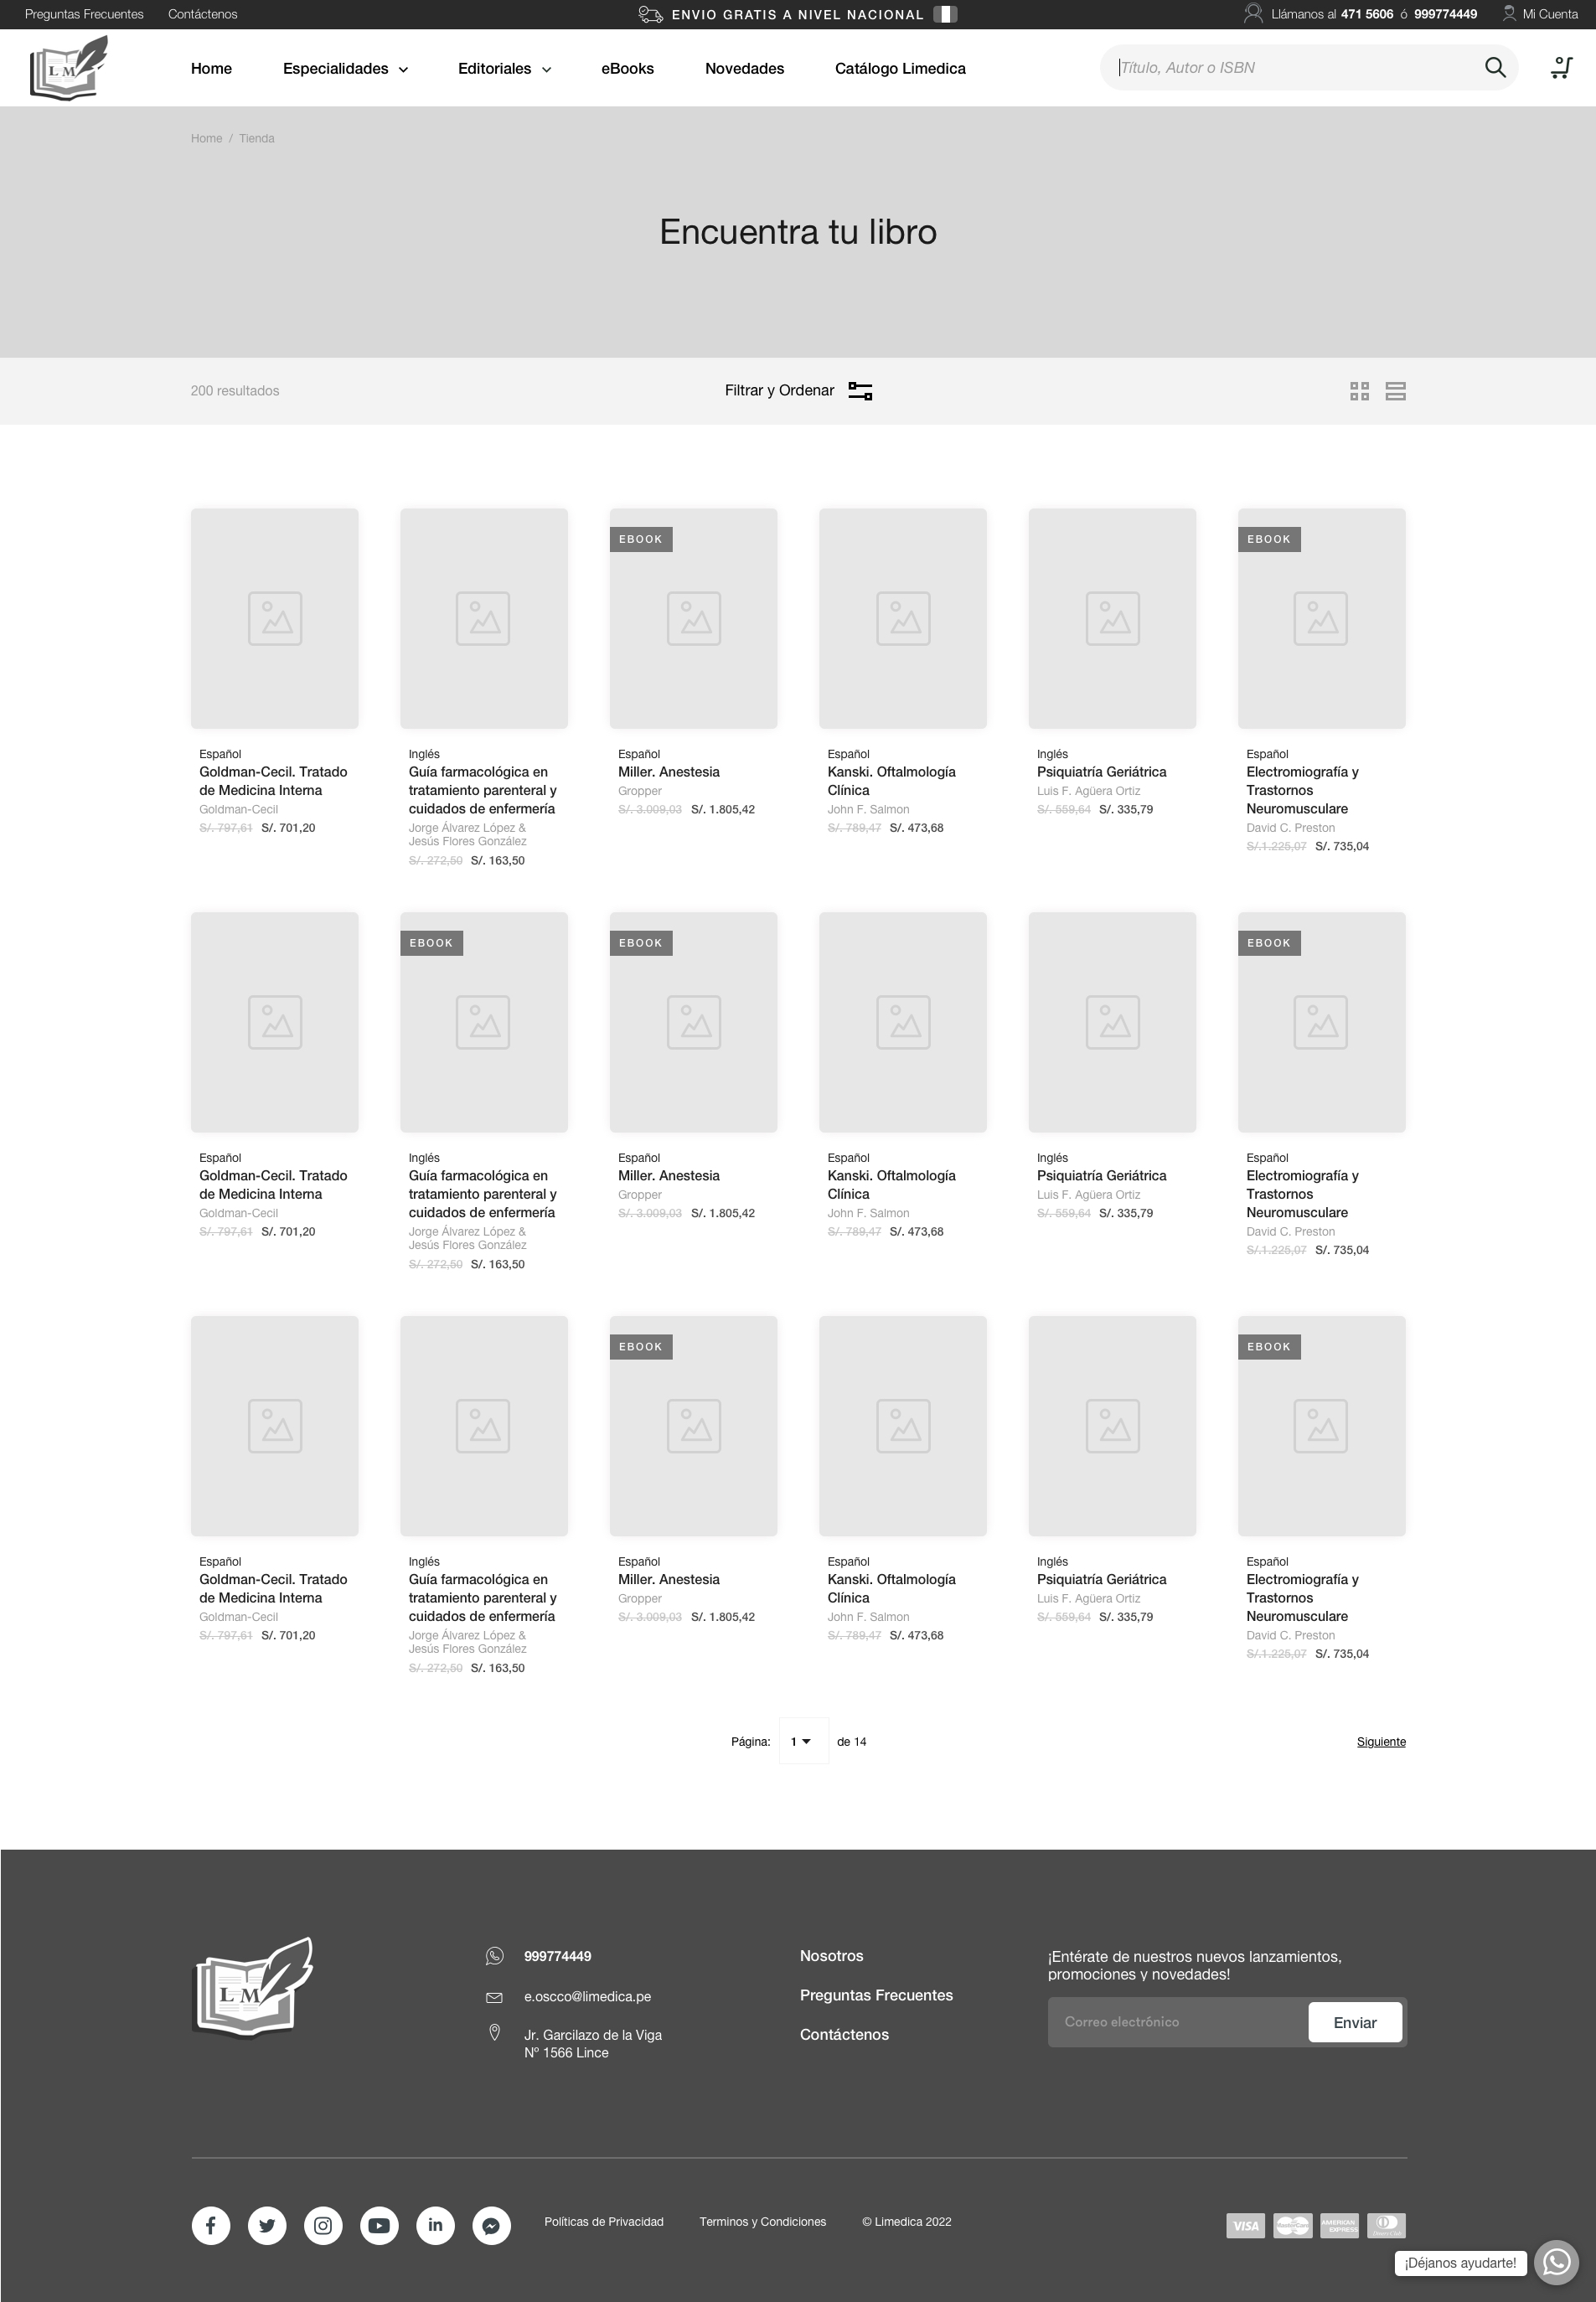 Preguntas Frecuentes Contáctenos ENVIO GRATIS A NIVEL NACIONAL Llámanos al 471 5606 ó 999774449 Mi Cuenta
LM Home Especialidades Editoriales eBooks Novedades Catálogo Limedica Título, Autor o ISBN
Home / Tienda
Encuentra tu libro
200 resultados Filtrar y Ordenar
EBOOK EBOOK
Español Inglés Español Español Inglés Español
Goldman-Cecil. Tratado Guía farmacológica en Miller. Anestesia Kanski. Oftalmología Psiquiatría Geriátrica Electromiografía y
de Medicina Interna tratamiento parenteral y Gropper Clínica Luis F. Agüera Ortiz Trastornos
Goldman-Cecil cuidados de enfermería S/. 3.009,03 S/. 1.805,42 John F. Salmon S/. 559,64 S/. 335,79 Neuromusculare
S/. 797,61 S/. 701,20 Jorge Álvarez López & S/. 789,47 S/. 473,68 David C. Preston
Jesús Flores González S/.1.225,07 S/. 735,04
S/. 272,50 S/. 163,50
EBOOK EBOOK EBOOK
Español Inglés Español Español Inglés Español
Goldman-Cecil. Tratado Guía farmacológica en Miller. Anestesia Kanski. Oftalmología Psiquiatría Geriátrica Electromiografía y
de Medicina Interna tratamiento parenteral y Gropper Clínica Luis F. Agüera Ortiz Trastornos
Goldman-Cecil cuidados de enfermería S/. 3.009,03 S/. 1.805,42 John F. Salmon S/. 559,64 S/. 335,79 Neuromusculare
S/. 797,61 S/. 701,20 Jorge Álvarez López & S/. 789,47 S/. 473,68 David C. Preston
Jesús Flores González S/.1.225,07 S/. 735,04
S/. 272,50 S/. 163,50
EBOOK EBOOK
Español Inglés Español Español Inglés Español
Goldman-Cecil. Tratado Guía farmacológica en Miller. Anestesia Kanski. Oftalmología Psiquiatría Geriátrica Electromiografía y
de Medicina Interna tratamiento parenteral y Gropper Clínica Luis F. Agüera Ortiz Trastornos
Goldman-Cecil cuidados de enfermería S/. 3.009,03 S/. 1.805,42 John F. Salmon S/. 559,64 S/. 335,79 Neuromusculare
S/. 797,61 S/. 701,20 Jorge Álvarez López & S/. 789,47 S/. 473,68 David C. Preston
Jesús Flores González S/.1.225,07 S/. 735,04
S/. 272,50 S/. 163,50
Página: 1 de 14 Siguiente
LM
999774449
e.oscco@limedica.pe
Jr. Garcilazo de la Viga
Nº 1566 Lince
Nosotros
Preguntas Frecuentes
Contáctenos
¡Entérate de nuestros nuevos lanzamientos,
promociones y novedades!
Correo electrónico Enviar
in Políticas de Privacidad Terminos y Condiciones © Limedica 2022 VISA AMERICAN
EXPRESS
¡Déjanos ayudarte!